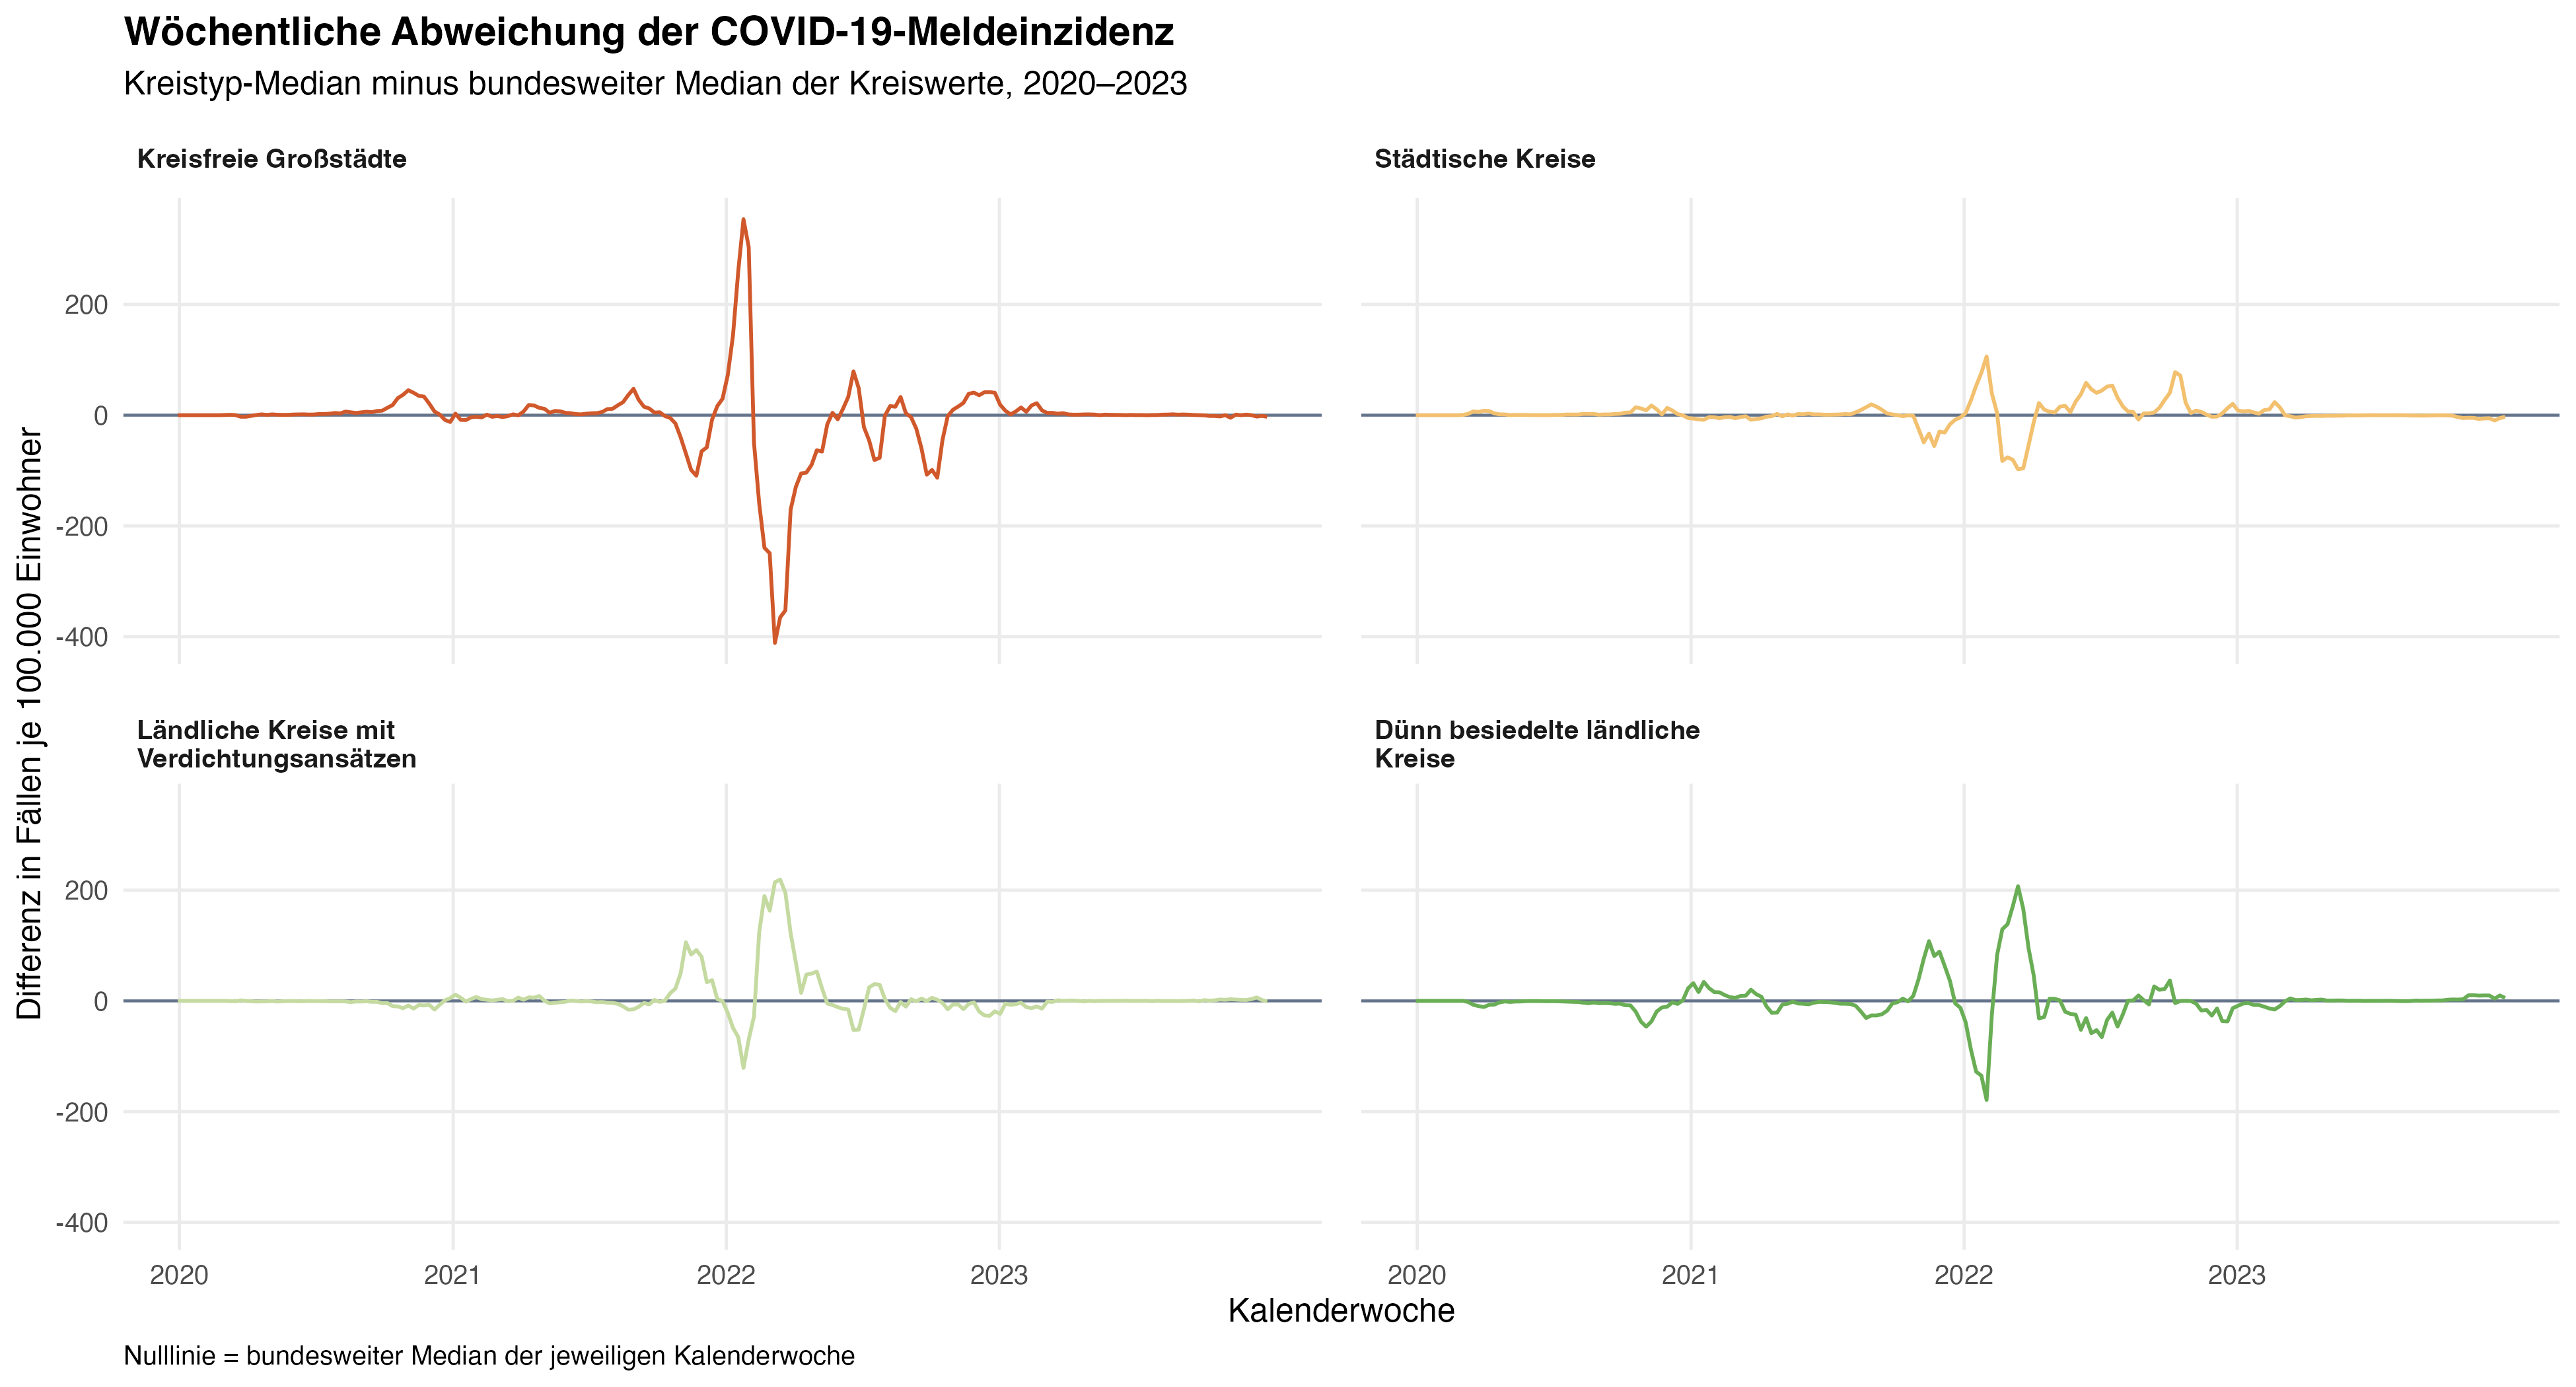 Wöchentliche Abweichung der COVID-19-Meldeinzidenz
Kreistyp-Median minus bundesweiter Median der Kreiswerte, 2020–2023
Kreisfreie Großstädte
Städtische Kreise
200
0
-200
-400
Differenz in Fällen je 100.000 Einwohner
Ländliche Kreise mit
Verdichtungsansätzen
Dünn besiedelte ländliche
Kreise
200
0
-200
-400
2020 2021 2022 2023
2020 2021 2022 2023
Kalenderwoche
Nulllinie = bundesweiter Median der jeweiligen Kalenderwoche